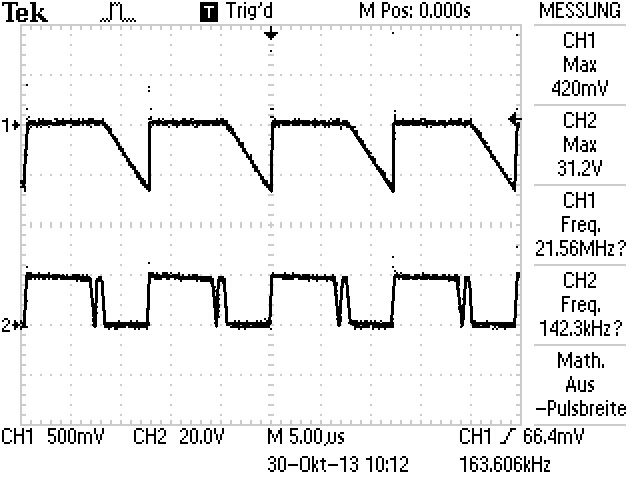 Tek T Trig'd M Pos: 0.000s MESSUNG
CH1
Max
420mV
1
CH2
Max
31.2V
CH1
Freq.
21.56MHz?
CH2
Freq.
142.3kHz?
2
Math.
Aus
-Pulsbreite
CH1 500mV CH2 20.0V M 5.00µs CH1 66.4mV
30-Okt-13 10:12 163.606kHz